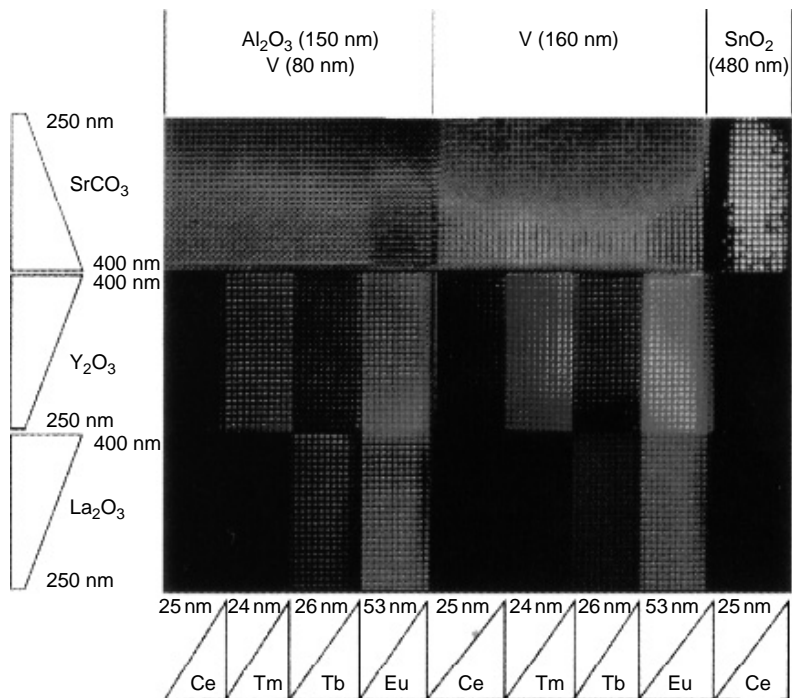 Al₂O₃ (150 nm)
V (80 nm)
V (160 nm)
SnO₂
(480 nm)
250 nm
SrCO₃
400 nm
400 nm
Y₂O₃
250 nm
400 nm
La₂O₃
250 nm
25 nm 24 nm 26 nm 53 nm 25 nm 24 nm 26 nm 53 nm 25 nm
Ce Tm Tb Eu Ce Tm Tb Eu Ce